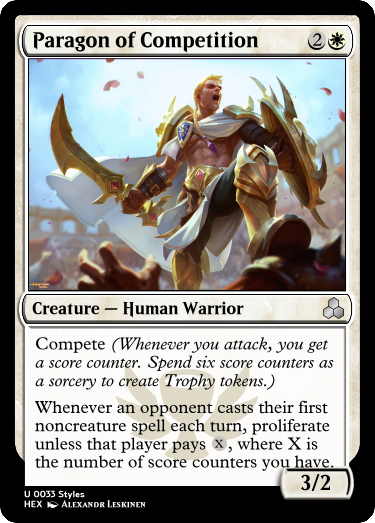 Paragon of Competition 2
Creature — Human Warrior
Compete (Whenever you attack, you get
a score counter. Spend six score counters as
a sorcery to create Trophy tokens.)
Whenever an opponent casts their first
noncreature spell each turn, proliferate
unless that player pays X, where X is
the number of score counters you have.
3/2
U 0033 Styles
HEX Alexandr Leskinen